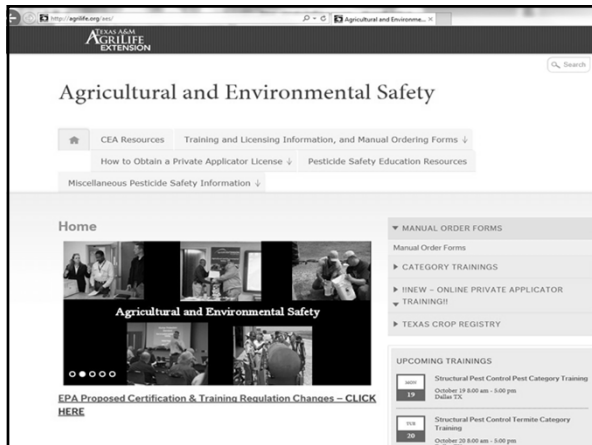 http://agrilife.org/aes/
Agricultural and Environme...
TEXAS A&M
AGRILIFE
EXTENSION
Search
Agricultural and Environmental Safety
CEA Resources Training and Licensing Information, and Manual Ordering Forms ↓
How to Obtain a Private Applicator License ↓ Pesticide Safety Education Resources
Miscellaneous Pesticide Safety Information ↓
Home
Agricultural and Environmental Safety
EPA Proposed Certification & Training Regulation Changes – CLICK
HERE
MANUAL ORDER FORMS
Manual Order Forms
CATEGORY TRAININGS
!!NEW – ONLINE PRIVATE APPLICATOR
TRAINING!!
TEXAS CROP REGISTRY
UPCOMING TRAININGS
MON
19
Structural Pest Control Pest Category Training
October 19 8:00 am - 5:00 pm
Dallas TX
TUE
20
Structural Pest Control Termite Category
Training
October 20 8:00 am - 5:00 pm